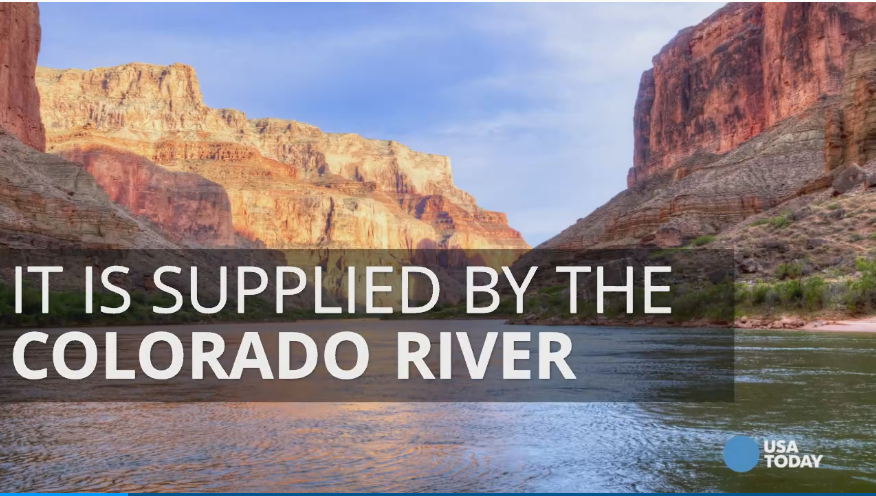 IT IS SUPPLIED BY THE
COLORADO RIVER
USA
TODAY